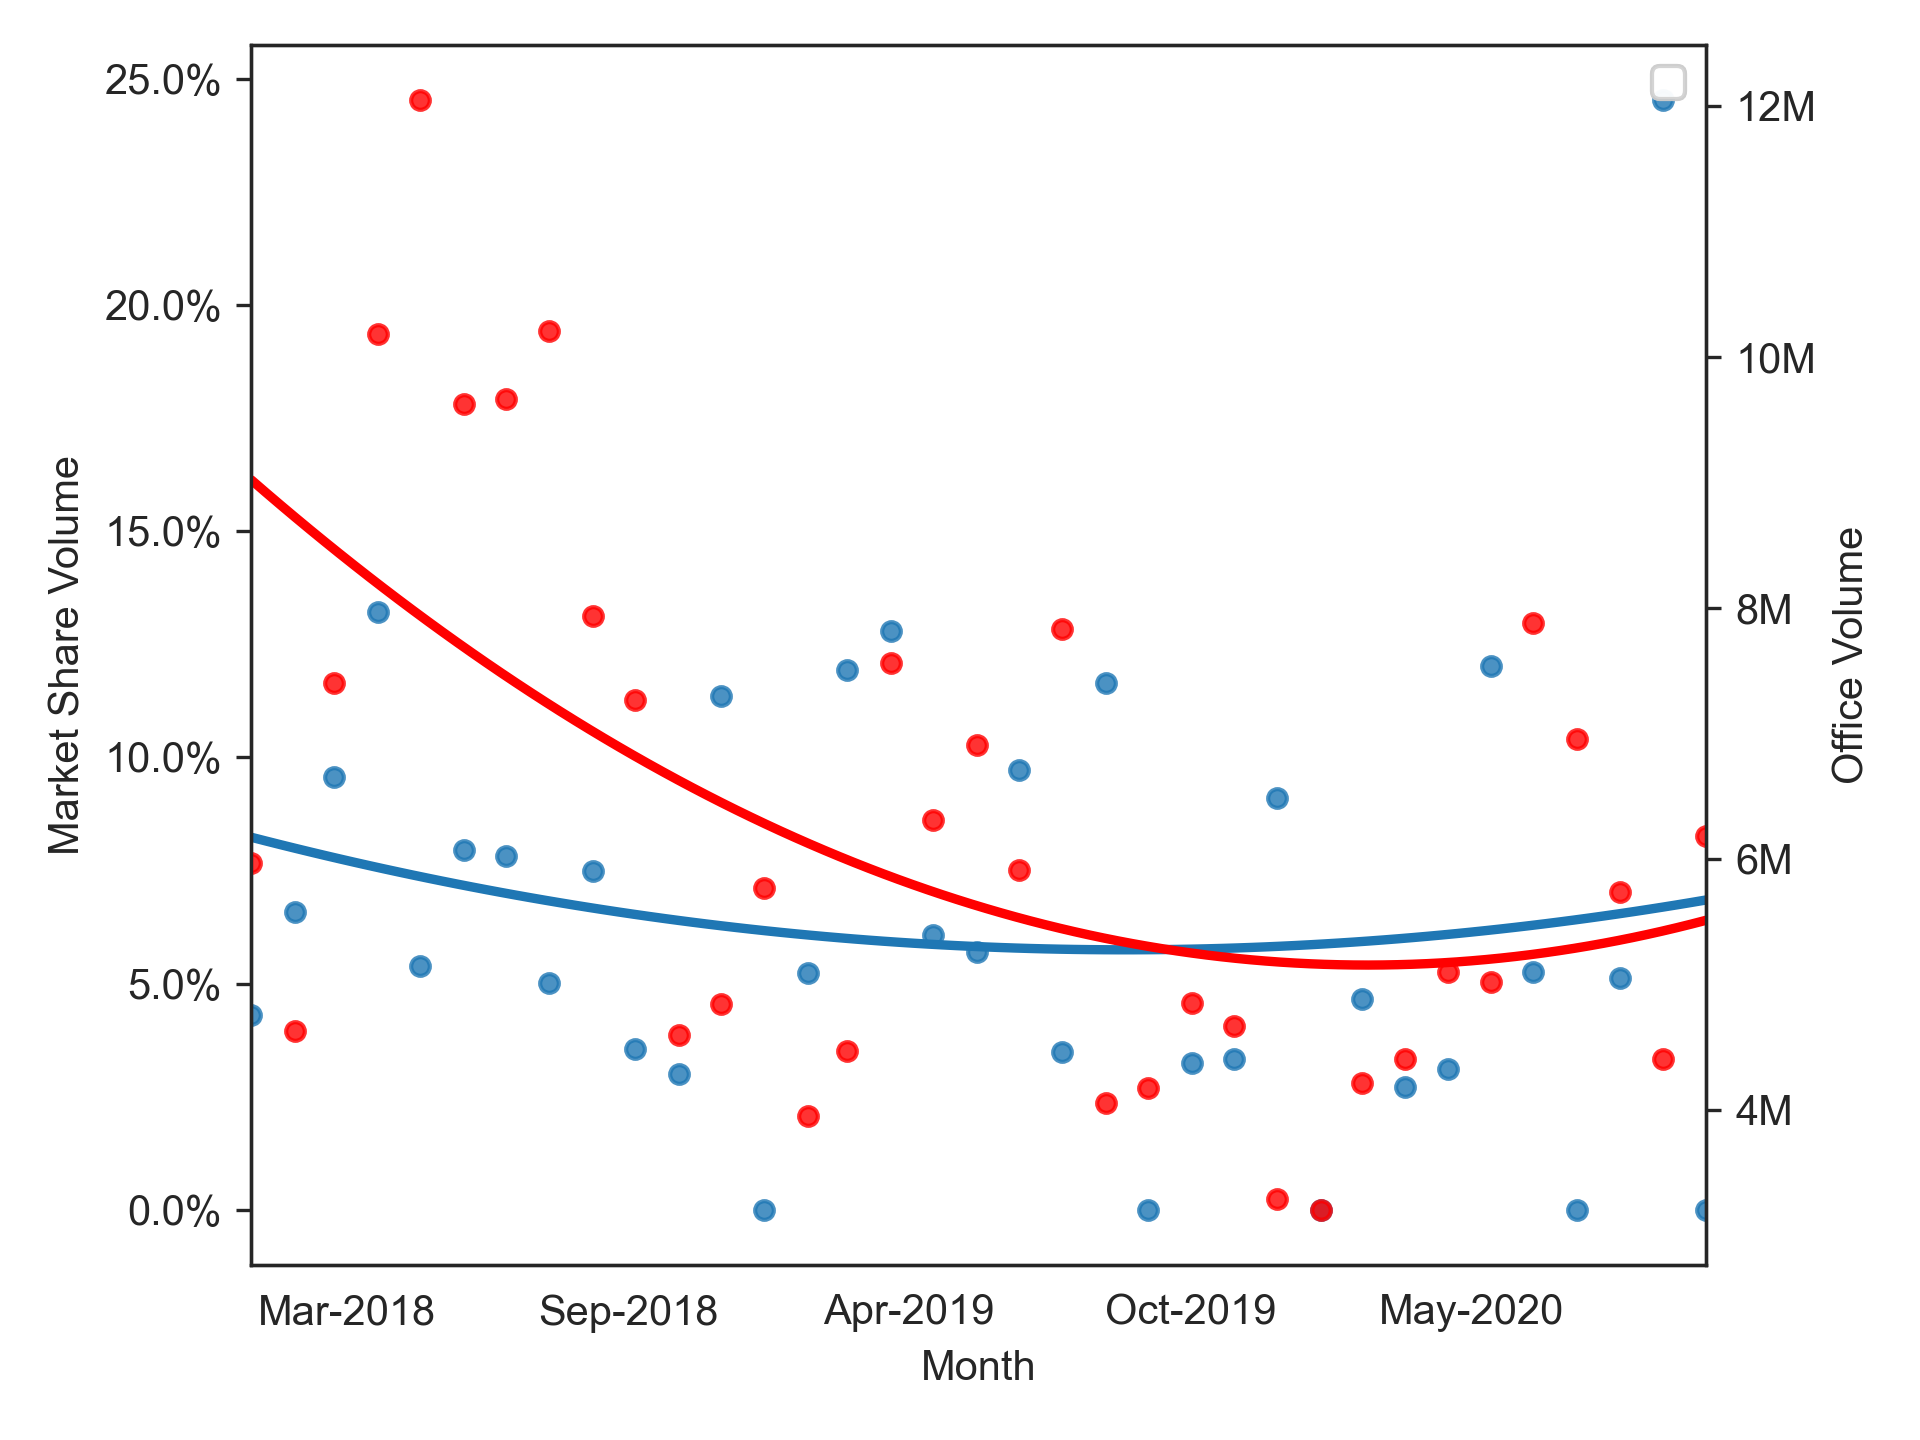 25.0%
20.0%
15.0%
10.0%
5.0%
0.0%
Market Share Volume
12M
10M
8M
6M
4M
Office Volume
Mar-2018
Sep-2018
Apr-2019
Oct-2019
May-2020
Month